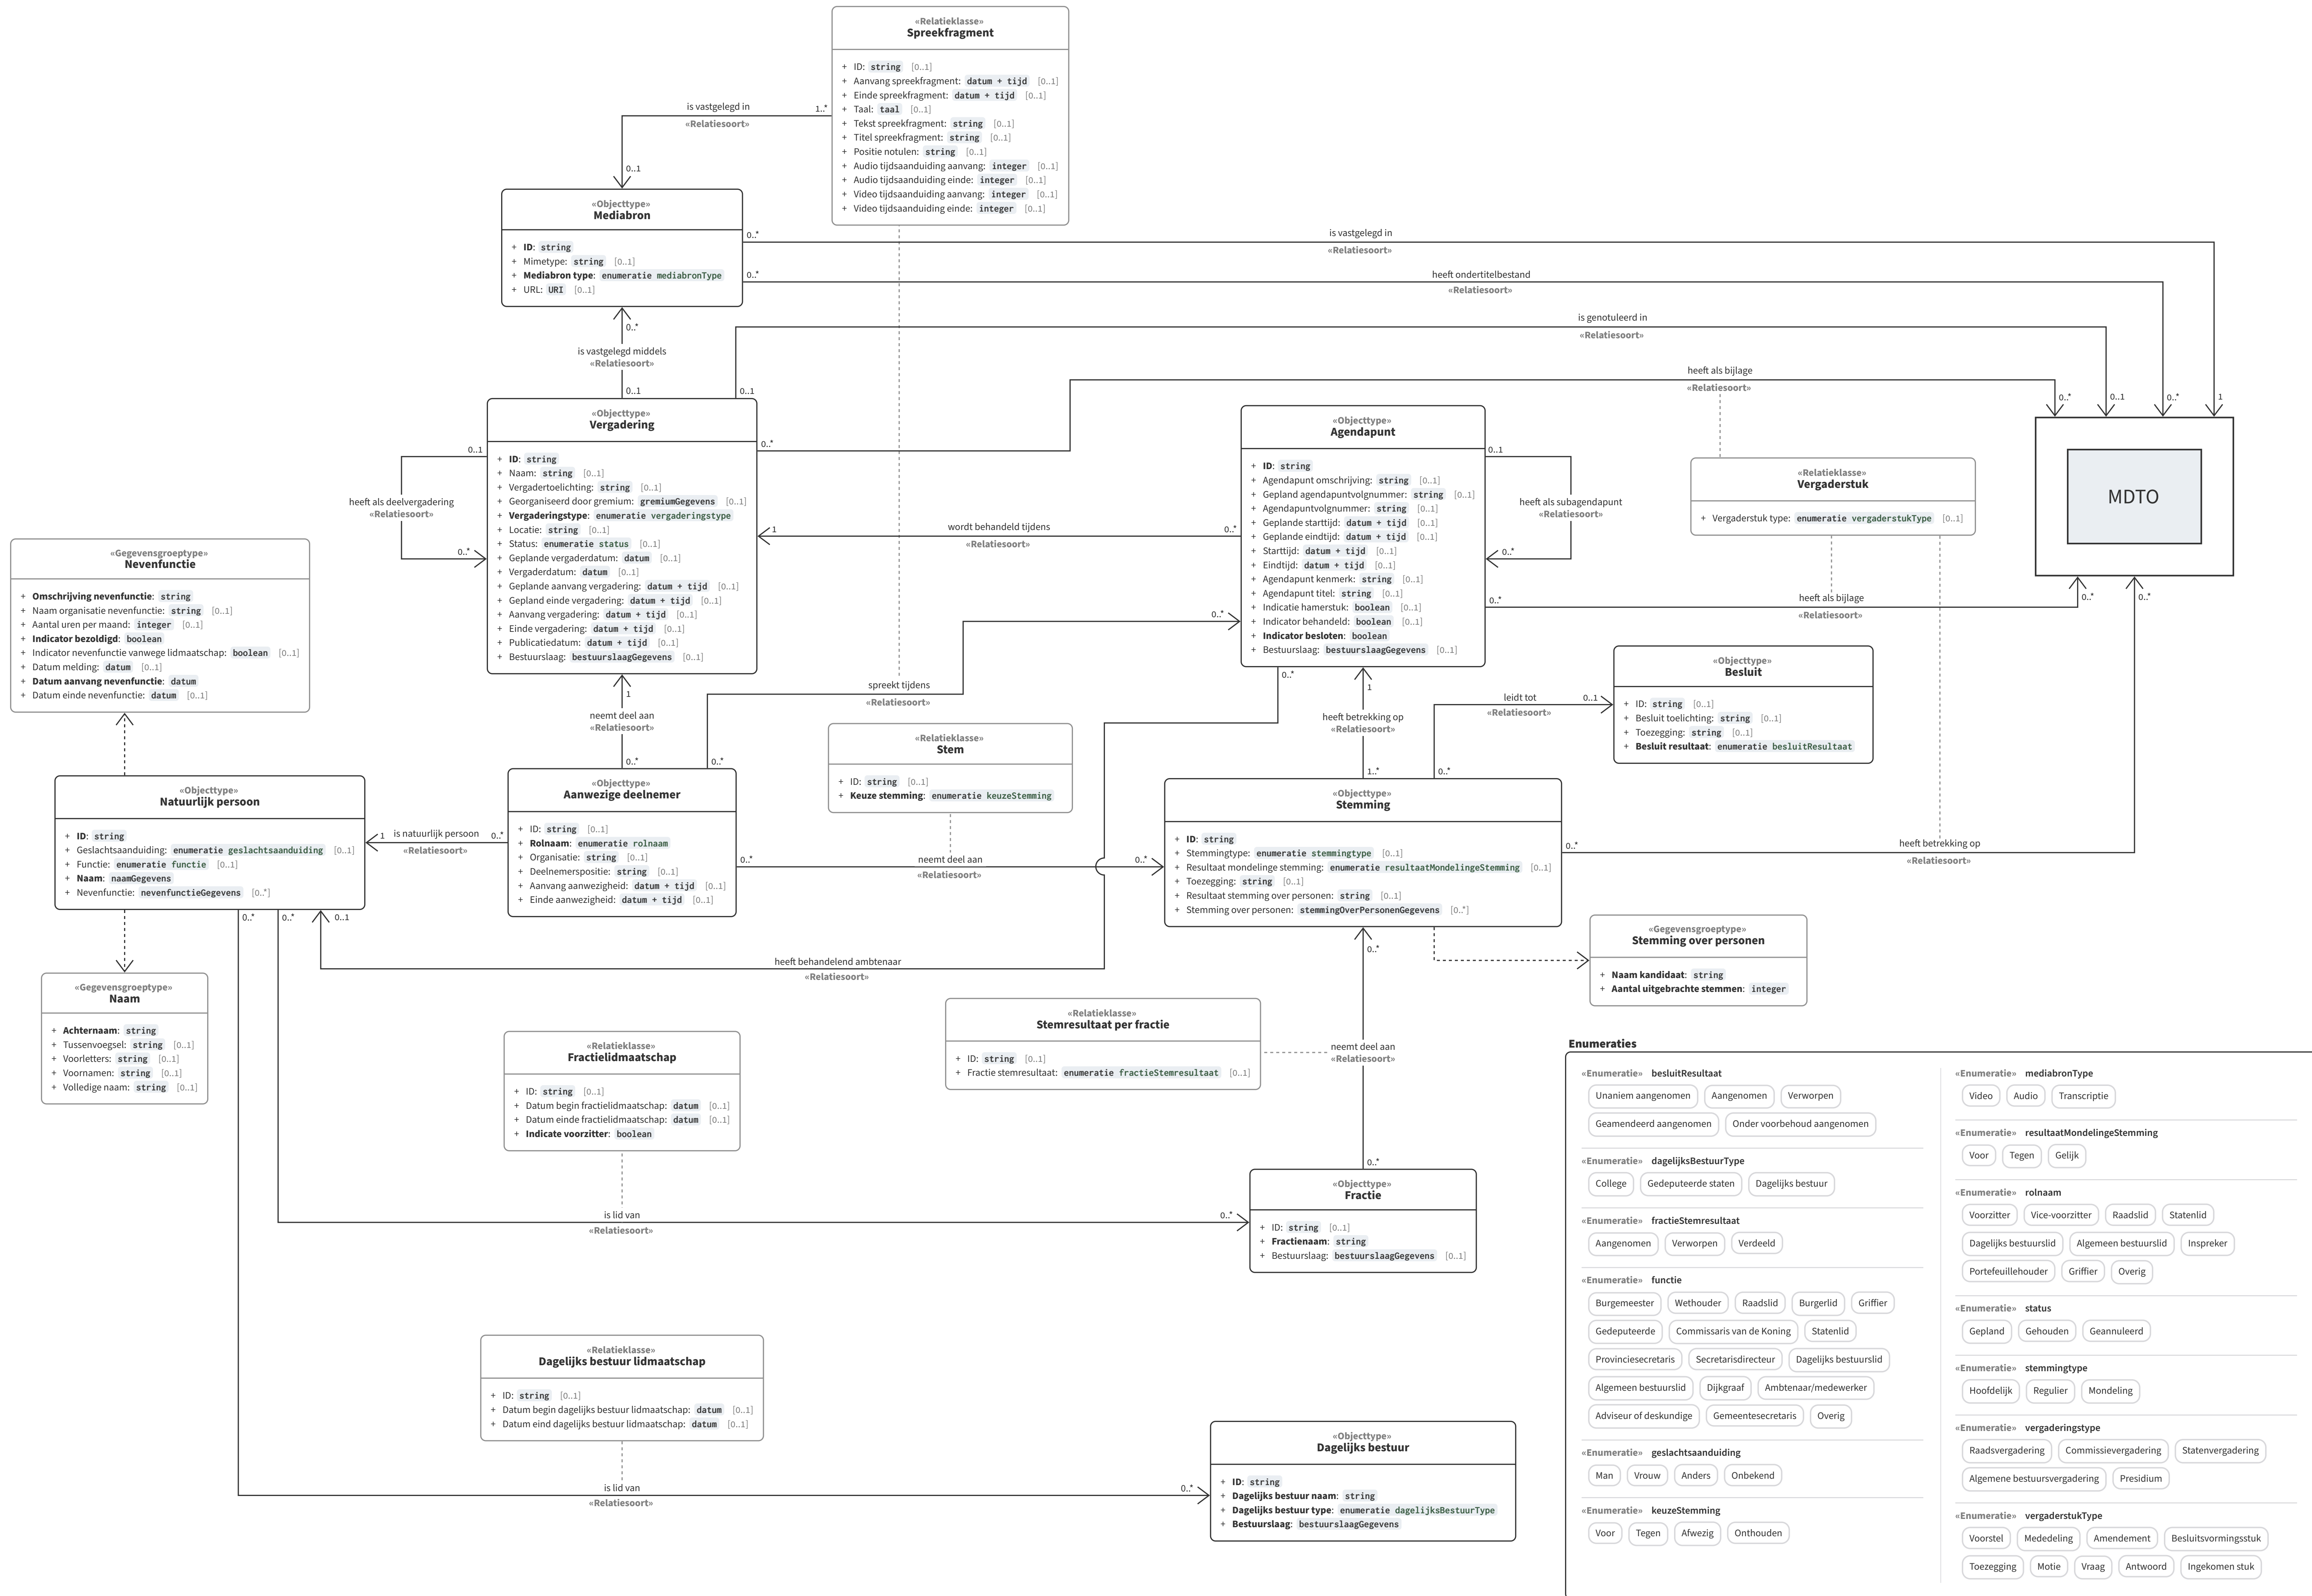 «Relatieklasse»
Spreekfragment
+ ID: string [0..1]
+ Aanvang spreekfragment: datum + tijd [0..1]
+ Einde spreekfragment: datum + tijd [0..1]
+ Taal: taal [0..1]
+ Tekst spreekfragment: string [0..1]
+ Titel spreekfragment: string [0..1]
+ Positie notulen: string [0..1]
+ Audio tijdsaanduiding aanvang: integer [0..1]
+ Audio tijdsaanduiding einde: integer [0..1]
+ Video tijdsaanduiding aanvang: integer [0..1]
+ Video tijdsaanduiding einde: integer [0..1]
is vastgelegd in
«Relatiesoort»
1..*
0..1
«Objecttype»
Mediabron
+ ID: string
+ Mimetype: string [0..1]
+ Mediabron type: enumeratie mediabronType
+ URL: URI [0..1]
0..*
is vastgelegd in
«Relatiesoort»
1
0..*
heeft ondertitelbestand
«Relatiesoort»
0..*
0..*
is vastgelegd middels
«Relatiesoort»
0..1
0..1
is genotuleerd in
«Relatiesoort»
0..1
heeft als bijlage
«Relatiesoort»
0..*
0..*
«Objecttype»
Vergadering
+ ID: string
+ Naam: string [0..1]
+ Vergadertoelichting: string [0..1]
+ Georganiseerd door gremium: gremiumGegevens [0..1]
+ Vergaderingstype: enumeratie vergaderingstype
+ Locatie: string [0..1]
+ Status: enumeratie status [0..1]
+ Geplande vergaderdatum: datum [0..1]
+ Vergaderdatum: datum [0..1]
+ Geplande aanvang vergadering: datum + tijd [0..1]
+ Gepland einde vergadering: datum + tijd [0..1]
+ Aanvang vergadering: datum + tijd [0..1]
+ Einde vergadering: datum + tijd [0..1]
+ Publicatiedatum: datum + tijd [0..1]
+ Bestuurslaag: bestuurslaagGegevens [0..1]
0..1
heeft als deelvergadering
«Relatiesoort»
0..*
«Objecttype»
Agendapunt
+ ID: string
+ Agendapunt omschrijving: string [0..1]
+ Gepland agendapuntvolgnummer: string [0..1]
+ Agendapuntvolgnummer: string [0..1]
+ Geplande starttijd: datum + tijd [0..1]
+ Geplande eindtijd: datum + tijd [0..1]
+ Starttijd: datum + tijd [0..1]
+ Eindtijd: datum + tijd [0..1]
+ Agendapunt kenmerk: string [0..1]
+ Agendapunt titel: string [0..1]
+ Indicatie hamerstuk: boolean [0..1]
+ Indicator behandeld: boolean [0..1]
+ Indicator besloten: boolean
+ Bestuurslaag: bestuurslaagGegevens [0..1]
0..1
heeft als subagendapunt
«Relatiesoort»
0..*
1
wordt behandeld tijdens
«Relatiesoort»
0..*
«Relatieklasse»
Vergaderstuk
+ Vergaderstuk type: enumeratie vergaderstukType [0..1]
MDTO
0..*
heeft als bijlage
«Relatiesoort»
0..*
0..*
«Gegevensgroeptype»
Nevenfunctie
+ Omschrijving nevenfunctie: string
+ Naam organisatie nevenfunctie: string [0..1]
+ Aantal uren per maand: integer [0..1]
+ Indicator bezoldigd: boolean
+ Indicator nevenfunctie vanwege lidmaatschap: boolean [0..1]
+ Datum melding: datum [0..1]
+ Datum aanvang nevenfunctie: datum
+ Datum einde nevenfunctie: datum [0..1]
1
neemt deel aan
«Relatiesoort»
0..*
0..*
spreekt tijdens
«Relatiesoort»
0..*
0..*
1
heeft betrekking op
«Relatiesoort»
1..*
leidt tot
«Relatiesoort»
0..1
0..*
«Objecttype»
Besluit
+ ID: string [0..1]
+ Besluit toelichting: string [0..1]
+ Toezegging: string [0..1]
+ Besluit resultaat: enumeratie besluitResultaat
«Relatieklasse»
Stem
+ ID: string [0..1]
+ Keuze stemming: enumeratie keuzeStemming
«Objecttype»
Natuurlijk persoon
+ ID: string
+ Geslachtsaanduiding: enumeratie geslachtsaanduiding [0..1]
+ Functie: enumeratie functie [0..1]
+ Naam: naamGegevens
+ Nevenfunctie: nevenfunctieGegevens [0..*]
1
is natuurlijk persoon
«Relatiesoort»
0..*
«Objecttype»
Aanwezige deelnemer
+ ID: string [0..1]
+ Rolnaam: enumeratie rolnaam
+ Organisatie: string [0..1]
+ Deelnemerspositie: string [0..1]
+ Aanvang aanwezigheid: datum + tijd [0..1]
+ Einde aanwezigheid: datum + tijd [0..1]
0..*
neemt deel aan
«Relatiesoort»
0..*
«Objecttype»
Stemming
+ ID: string
+ Stemmingtype: enumeratie stemmingtype [0..1]
+ Resultaat mondelinge stemming: enumeratie resultaatMondelingeStemming [0..1]
+ Toezegging: string [0..1]
+ Resultaat stemming over personen: string [0..1]
+ Stemming over personen: stemmingOverPersonenGegevens [0..*]
0..*
heeft betrekking op
«Relatiesoort»
0..*
0..*
0..1
heeft behandelend ambtenaar
«Relatiesoort»
0..*
«Gegevensgroeptype»
Stemming over personen
+ Naam kandidaat: string
+ Aantal uitgebrachte stemmen: integer
«Gegevensgroeptype»
Naam
+ Achternaam: string
+ Tussenvoegsel: string [0..1]
+ Voorletters: string [0..1]
+ Voornamen: string [0..1]
+ Volledige naam: string [0..1]
«Relatieklasse»
Fractielidmaatschap
+ ID: string [0..1]
+ Datum begin fractielidmaatschap: datum [0..1]
+ Datum einde fractielidmaatschap: datum [0..1]
+ Indicate voorzitter: boolean
«Relatieklasse»
Stemresultaat per fractie
+ ID: string [0..1]
+ Fractie stemresultaat: enumeratie fractieStemresultaat [0..1]
neemt deel aan
«Relatiesoort»
0..*
is lid van
«Relatiesoort»
0..*
«Objecttype»
Fractie
+ ID: string [0..1]
+ Fractienaam: string
+ Bestuurslaag: bestuurslaagGegevens [0..1]
«Relatieklasse»
Dagelijks bestuur lidmaatschap
+ ID: string [0..1]
+ Datum begin dagelijks bestuur lidmaatschap: datum [0..1]
+ Datum eind dagelijks bestuur lidmaatschap: datum [0..1]
is lid van
«Relatiesoort»
0..*
«Objecttype»
Dagelijks bestuur
+ ID: string
+ Dagelijks bestuur naam: string
+ Dagelijks bestuur type: enumeratie dagelijksBestuurType
+ Bestuurslaag: bestuurslaagGegevens
Enumeraties
«Enumeratie» besluitResultaat
Unaniem aangenomen Aangenomen Verworpen
Geamendeerd aangenomen Onder voorbehoud aangenomen
«Enumeratie» dagelijksBestuurType
College Gedeputeerde staten Dagelijks bestuur
«Enumeratie» fractieStemresultaat
Aangenomen Verworpen Verdeeld
«Enumeratie» functie
Burgemeester Wethouder Raadslid Burgerlid Griffier
Gedeputeerde Commissaris van de Koning Statenlid
Provinciesecretaris Secretarisdirecteur Dagelijks bestuurslid
Algemeen bestuurslid Dijkgraaf Ambtenaar/medewerker
Adviseur of deskundige Gemeentesecretaris Overig
«Enumeratie» geslachtsaanduiding
Man Vrouw Anders Onbekend
«Enumeratie» keuzeStemming
Voor Tegen Afwezig Onthouden
«Enumeratie» mediabronType
Video Audio Transcriptie
«Enumeratie» resultaatMondelingeStemming
Voor Tegen Gelijk
«Enumeratie» rolnaam
Voorzitter Vice-voorzitter Raadslid Statenlid
Dagelijks bestuurslid Algemeen bestuurslid Inspreker
Portefeuillehouder Griffier Overig
«Enumeratie» status
Gepland Gehouden Geannuleerd
«Enumeratie» stemmingtype
Hoofdelijk Regulier Mondeling
«Enumeratie» vergaderingstype
Raadsvergadering Commissievergadering Statenvergadering
Algemene bestuursvergadering Presidium
«Enumeratie» vergaderstukType
Voorstel Mededeling Amendement Besluitsvormingsstuk
Toezegging Motie Vraag Antwoord Ingekomen stuk